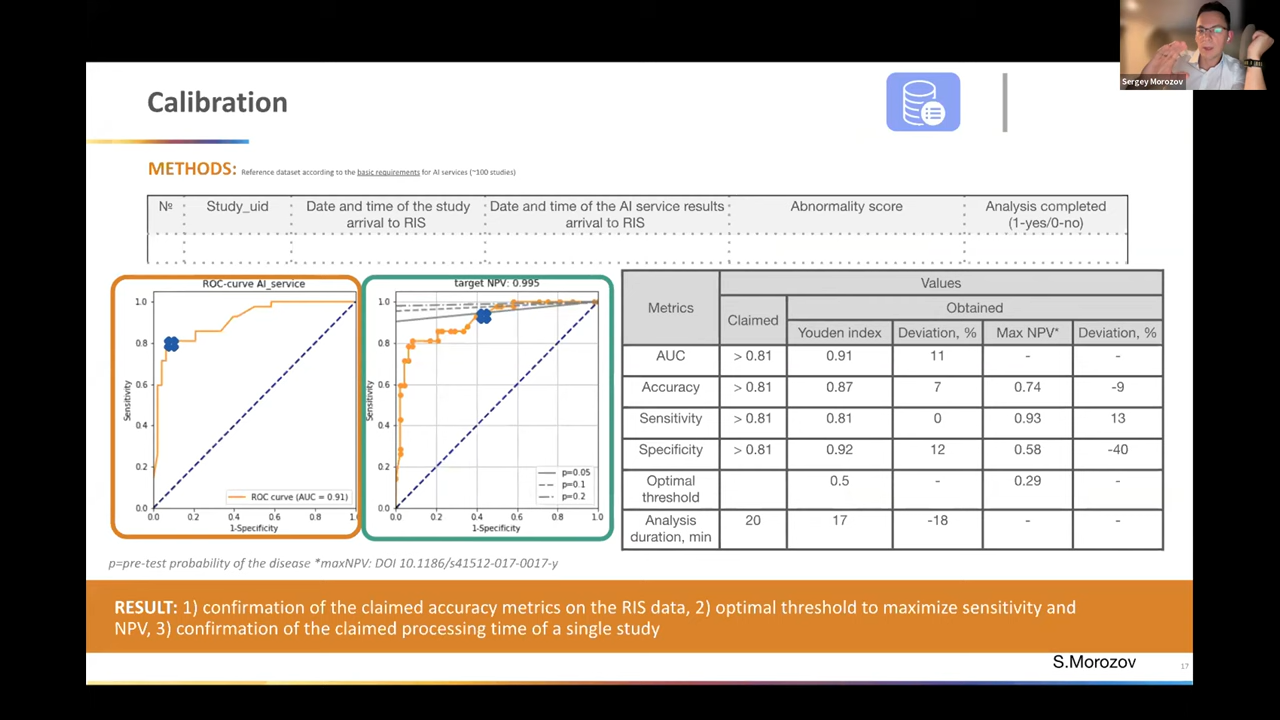 Sergey Morozov
Calibration
METHODS: Reference dataset according to the basic requirements for AI services (~100 studies)
№ Study_uid Date and time of the study arrival to RIS Date and time of the AI service results arrival to RIS Abnormality score Analysis completed (1-yes/0-no)
ROC-curve AI_service
1.0
0.8
0.6
0.4
0.2
0.0
Sensitivity
0.0 0.2 0.4 0.6 0.8 1.0
1-Specificity
ROC curve (AUC = 0.91)
target NPV: 0.995
1.0
0.8
0.6
0.4
0.2
0.0
Sensitivity
0.0 0.2 0.4 0.6 0.8 1.0
1-Specificity
p=0.05
p=0.1
p=0.2
Metrics Values
Claimed Obtained
Youden index Deviation, % Max NPV* Deviation, %
AUC > 0.81 0.91 11 - -
Accuracy > 0.81 0.87 7 0.74 -9
Sensitivity > 0.81 0.81 0 0.93 13
Specificity > 0.81 0.92 12 0.58 -40
Optimal threshold 0.5 - 0.29 -
Analysis duration, min 20 17 -18 - -
p=pre-test probability of the disease *maxNPV: DOI 10.1186/s41512-017-0017-y
RESULT: 1) confirmation of the claimed accuracy metrics on the RIS data, 2) optimal threshold to maximize sensitivity and
NPV, 3) confirmation of the claimed processing time of a single study
S.Morozov
17